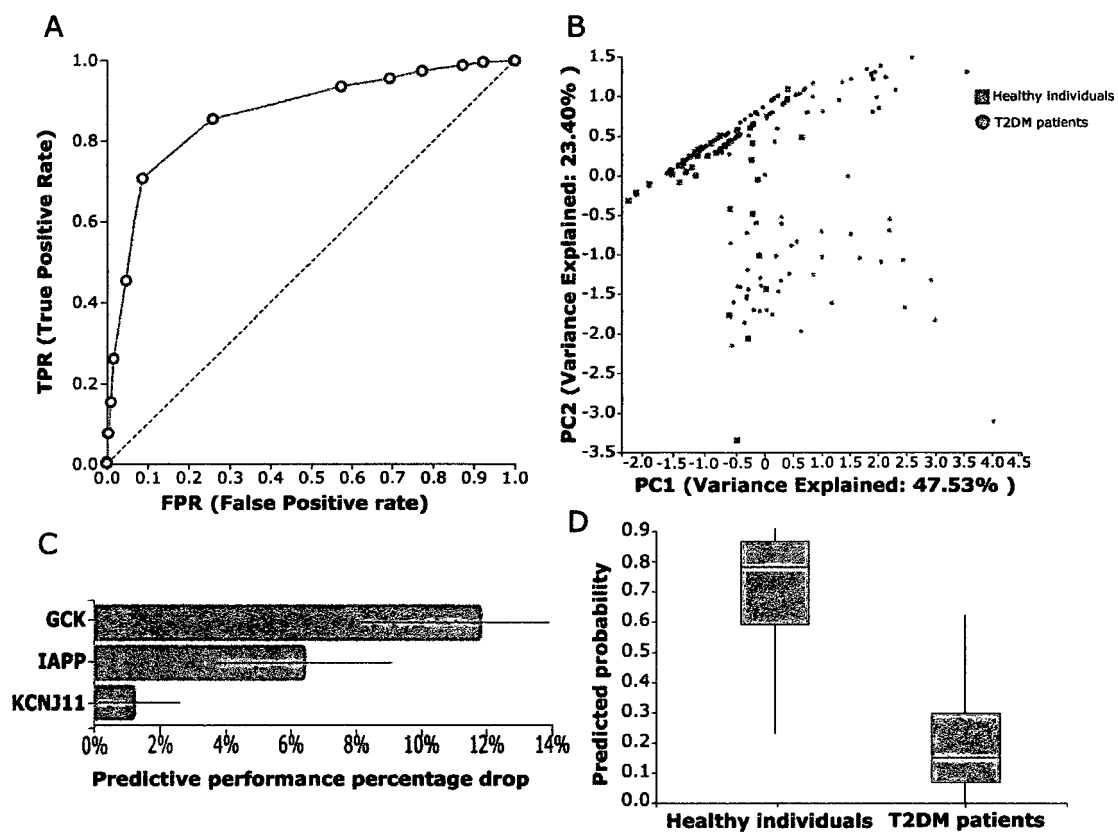 A
TPR (True Positive Rate)
1.0
0.8
0.6
0.4
0.2
0.0
0.0 0.1 0.2 0.3 0.4 0.5 0.6 0.7 0.8 0.9 1.0
FPR (False Positive rate)
B
PC2 (Variance Explained: 23.40% )
1.5
1.0
0.5
0.0
-0.5
-1.0
-1.5
-2.0
-2.5
-3.0
-3.5
-2.0 -1.5 -1.0 -0.5 0 0.5 1.0 1.5 2.0 2.5 3.0 3.5 4.0 4.5
PC1 (Variance Explained: 47.53% )
Healthy individuals
T2DM patients
C
GCK
IAPP
KCNJ11
0% 2% 4% 6% 8% 10% 12% 14%
Predictive performance percentage drop
D
Predicted probability
0.9
0.8
0.7
0.6
0.5
0.4
0.3
0.2
0.1
0.0
Healthy individuals T2DM patients